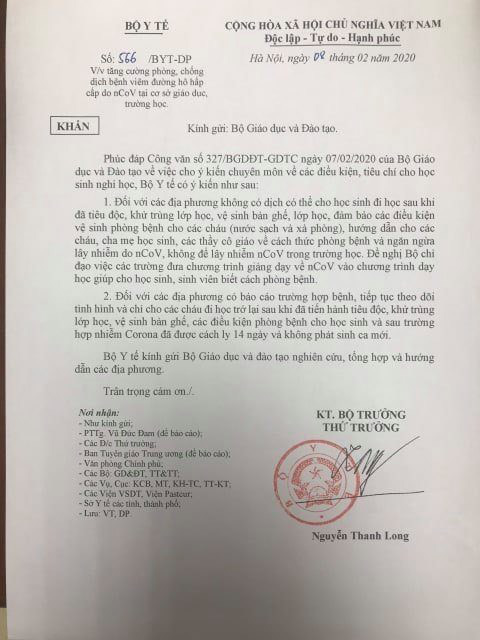 BỘ Y TẾ
CỘNG HÒA XÃ HỘI CHỦ NGHĨA VIỆT NAM
Độc lập - Tự do - Hạnh phúc
Số: 566 /BYT-DP
Hà Nội, ngày 08 tháng 02 năm 2020
V/v tăng cường phòng, chống
dịch bệnh viêm đường hô hấp
cấp do nCoV tại cơ sở giáo dục,
trường học.
KHẨN
Kính gửi: Bộ Giáo dục và Đào tạo.
Phúc đáp Công văn số 327/BGDĐT-GDTC ngày 07/02/2020 của Bộ Giáo
dục và Đào tạo về việc cho ý kiến chuyên môn về các điều kiện, tiêu chí cho học
sinh nghỉ học, Bộ Y tế có ý kiến như sau:
1. Đối với các địa phương không có dịch có thể cho học sinh đi học sau khi
đã tiêu độc, khử trùng lớp học, vệ sinh bàn ghế, lớp học, đảm bảo các điều kiện
vệ sinh phòng bệnh cho các cháu (nước sạch và xà phòng), hướng dẫn cho các
cháu, cha mẹ học sinh, các thầy cô giáo về cách thức phòng bệnh và ngăn ngừa
lây nhiễm do nCoV, không để lây nhiễm nCoV trong trường học. Đề nghị Bộ chỉ
đạo việc các trường đưa chương trình giảng dạy về nCoV vào chương trình dạy
học giúp cho học sinh, sinh viên biết cách phòng bệnh.
2. Đối với các địa phương có báo cáo trường hợp bệnh, tiếp tục theo dõi
tình hình và chỉ cho các cháu đi học trở lại sau khi đã tiến hành tiêu độc, khử trùng
lớp học, vệ sinh bàn ghế, các điều kiện phòng bệnh cho học sinh và sau trường
hợp nhiễm Corona đã được cách ly 14 ngày và không phát sinh ca mới.
Bộ Y tế kính gửi Bộ Giáo dục và đào tạo nghiên cứu, tổng hợp và hướng
dẫn các địa phương.
Trân trọng cảm ơn./.
Nơi nhận:
- Như kính gửi;
- PTTg. Vũ Đức Đam (để báo cáo);
- Các Đ/c Thứ trưởng;
- Ban Tuyên giáo Trung ương (để báo cáo);
- Văn phòng Chính phủ;
- Các Bộ: GD&ĐT, TT&TT;
- Các Vụ, Cục: KCB, MT, KH-TC, TT-KT;
- Các Viện VSDT, Viện Pasteur;
- Sở Y tế các tỉnh, thành phố;
- Lưu: VT, DP.
KT. BỘ TRƯỞNG
THỨ TRƯỞNG
BỘ Y TẾ
Nguyễn Thanh Long